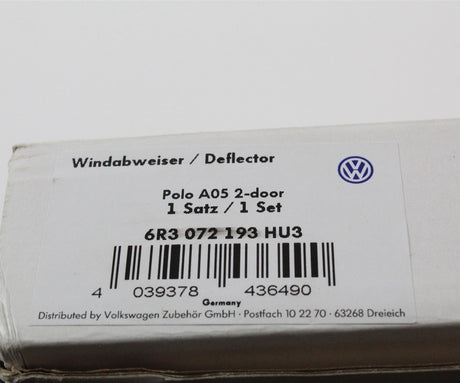 Windabweiser / Deflector
Polo A05 2-door
1 Satz / 1 Set
6R3 072 193 HU3
4 039378 436490
Germany
Distributed by Volkswagen Zubehör GmbH · Postfach 10 22 70 · 63268 Dreieich